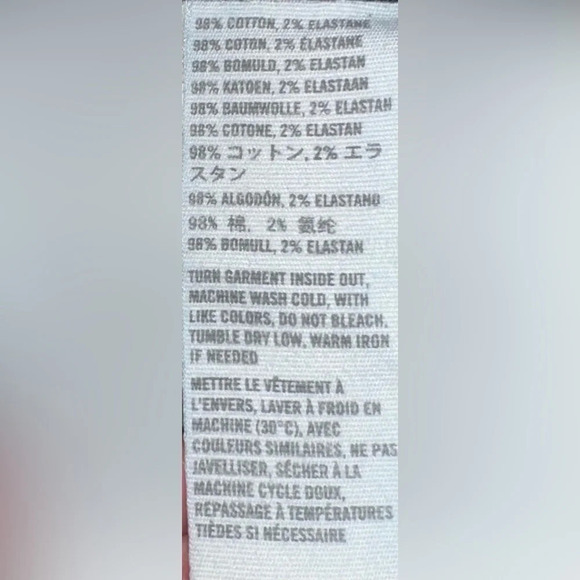 98% COTTON, 2% ELASTANE
98% COTON, 2% ÉLASTANE
98% BOMULD, 2% ELASTAN
98% KATOEN, 2% ELASTAAN
98% BAUMWOLLE, 2% ELASTAN
98% COTONE, 2% ELASTAN
98% コットン, 2% エラ
スタン
98% ALGODÓN, 2% ELASTANO
98% 棉, 2% 氨纶
98% BOMULL, 2% ELASTAN
TURN GARMENT INSIDE OUT,
MACHINE WASH COLD, WITH
LIKE COLORS, DO NOT BLEACH,
TUMBLE DRY LOW, WARM IRON
IF NEEDED
METTRE LE VÊTEMENT À
L'ENVERS, LAVER À FROID EN
MACHINE (30°C), AVEC
COULEURS SIMILAIRES, NE PAS
JAVELLISER, SÉCHER À LA
MACHINE CYCLE DOUX,
REPASSAGE À TEMPÉRATURES
TIÈDES SI NÉCESSAIRE